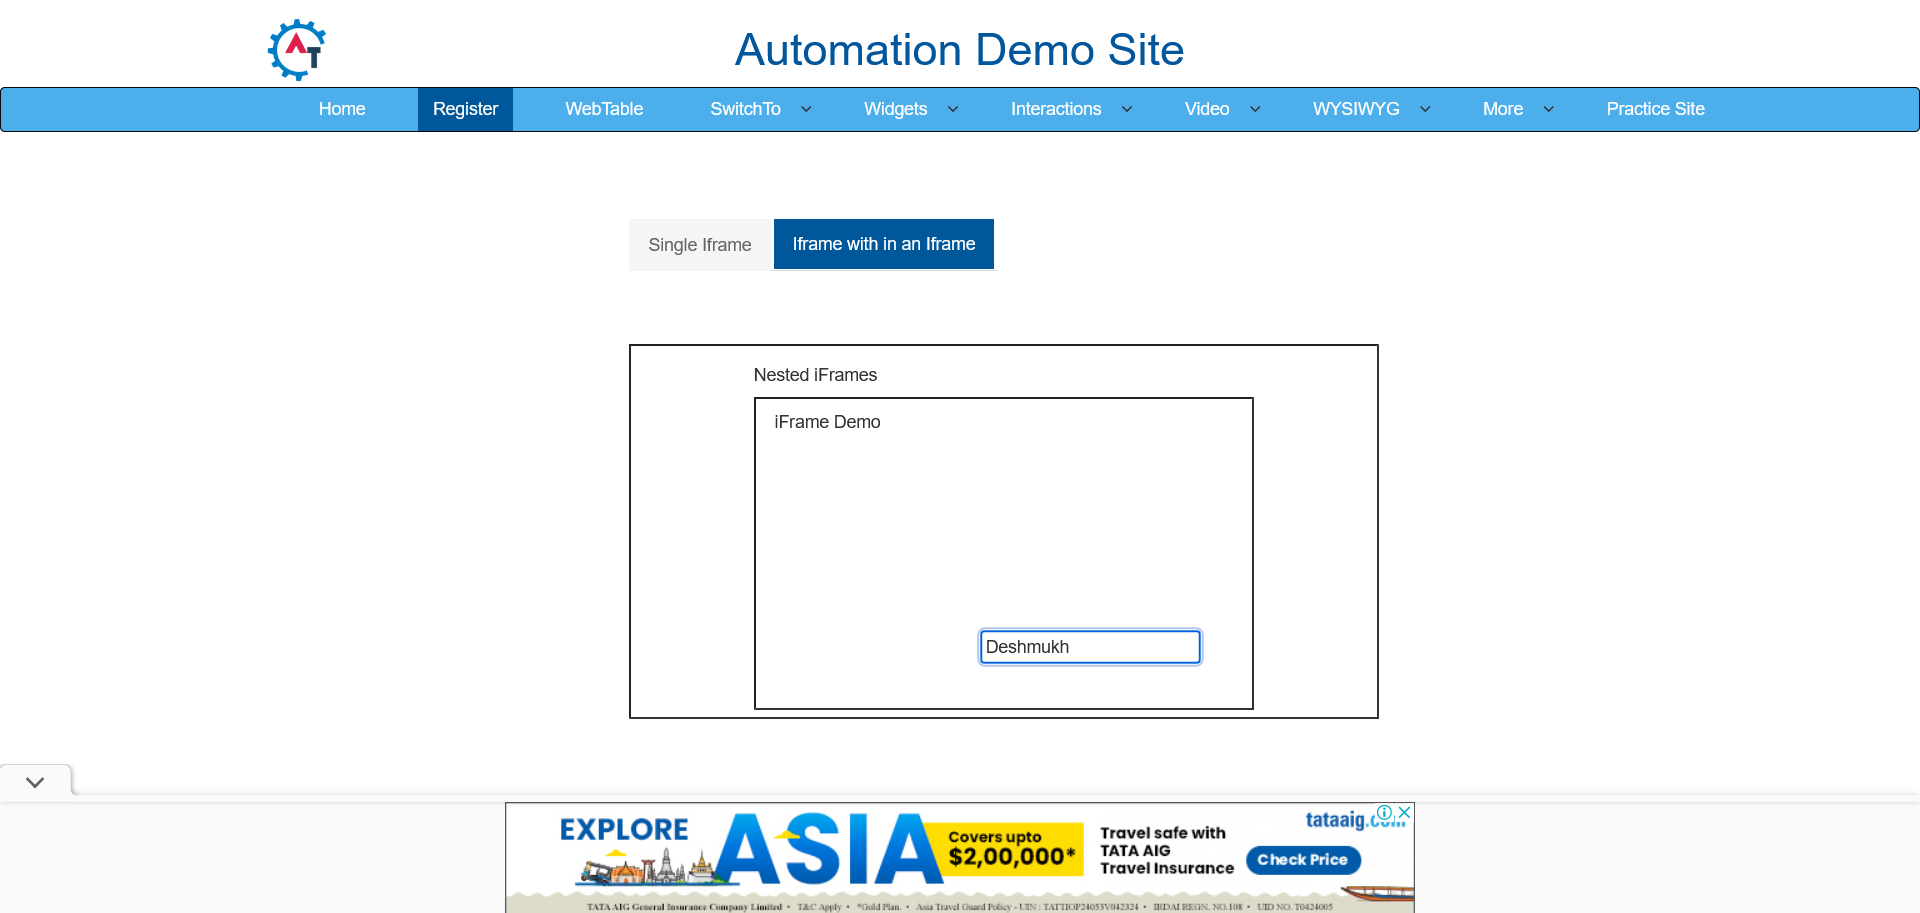 AT
Automation Demo Site
Home Register WebTable SwitchTo Widgets Interactions Video WYSIWYG More Practice Site
Single Iframe Iframe with in an Iframe
Nested iFrames
iFrame Demo
Deshmukh
EXPLORE ASIA
Covers upto
$2,00,000*
Travel safe with
TATA AIG
Travel Insurance
tataaig.com
Check Price
TATA AIG General Insurance Company Limited • T&C Apply • *Gold Plan. • Asia Travel Guard Policy - UIN : TATTIOP24053V042324 • IRDAI REGN. NO.108 • UID NO. T0424005